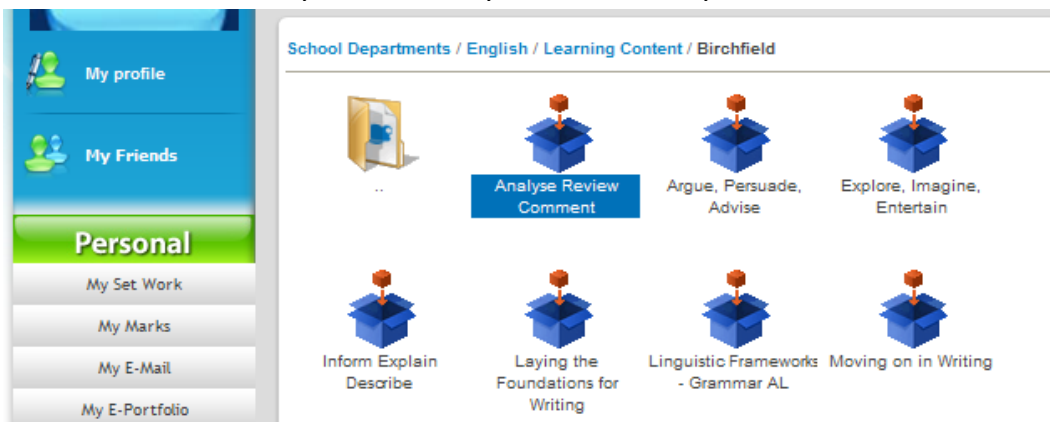 My profile
My Friends
Personal
My Set Work
My Marks
My E-Mail
My E-Portfolio
School Departments / English / Learning Content / Birchfield
..
Analyse Review
Comment
Argue, Persuade,
Advise
Explore, Imagine,
Entertain
Inform Explain
Describe
Laying the
Foundations for
Writing
Linguistic Frameworks
- Grammar AL
Moving on in Writing